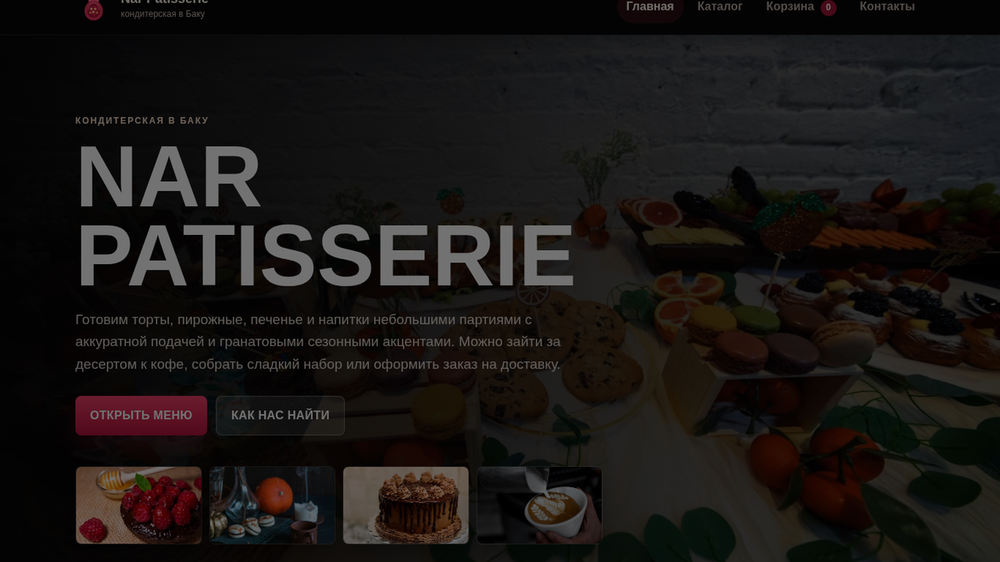 Nar Patisserie
кондитерская в Баку
Главная
Каталог
Корзина 0
Контакты
КОНДИТЕРСКАЯ В БАКУ
NAR
PATISSERIE
Готовим торты, пирожные, печенье и напитки небольшими партиями с
аккуратной подачей и гранатовыми сезонными акцентами. Можно зайти за
десертом к кофе, собрать сладкий набор или оформить заказ на доставку.
ОТКРЫТЬ МЕНЮ
КАК НАС НАЙТИ